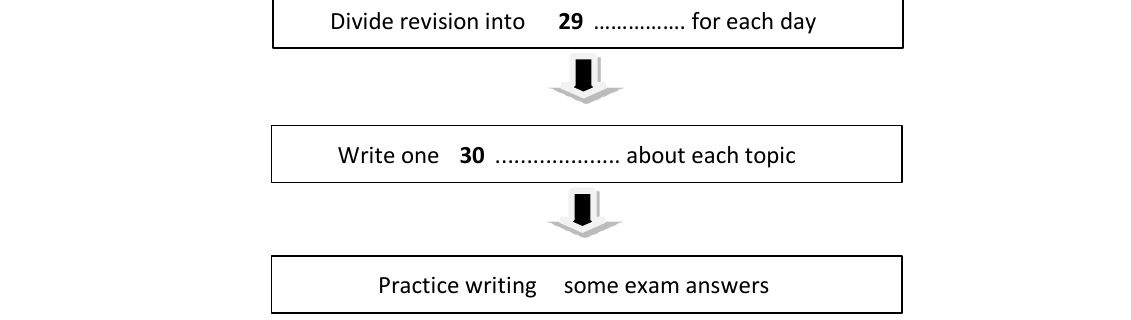 Divide revision into 29 ................ for each day
Write one 30 .................... about each topic
Practice writing some exam answers